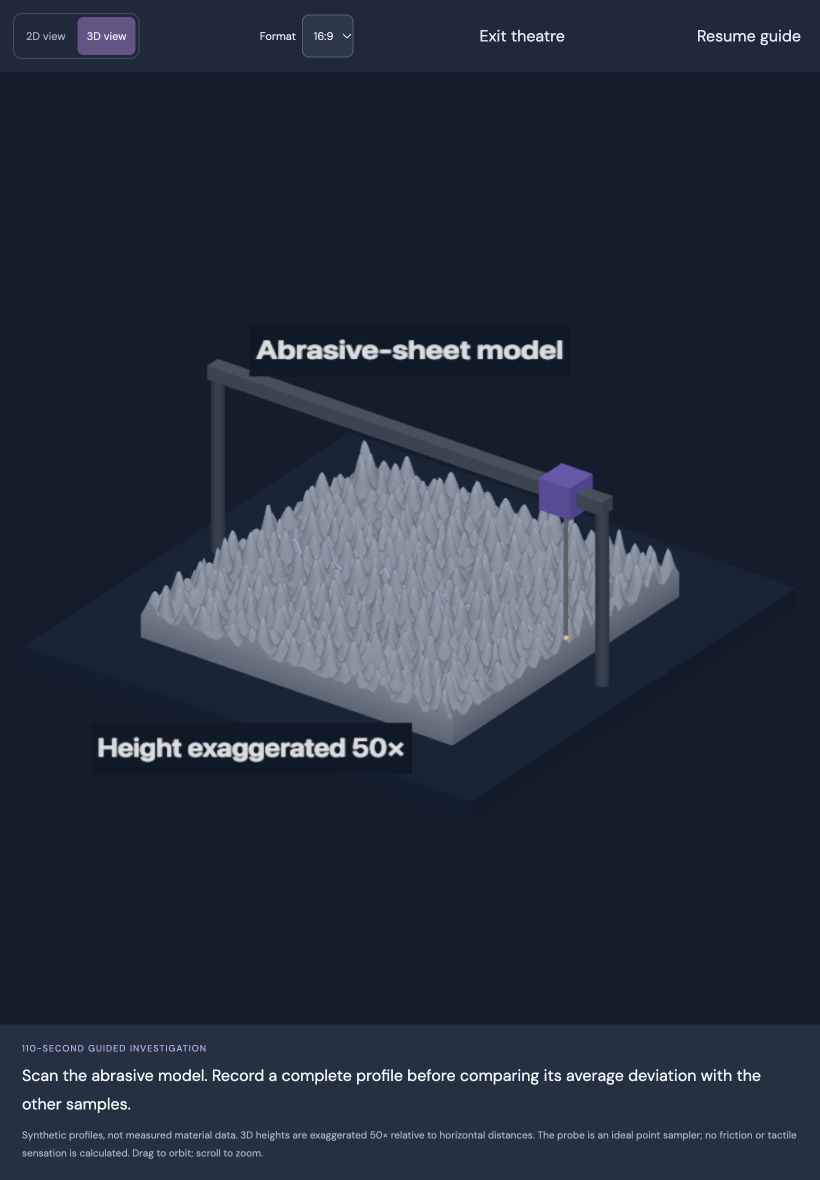 2D view 3D view Format 16:9 Exit theatre Resume guide
Abrasive-sheet model
Height exaggerated 50×
110-SECOND GUIDED INVESTIGATION
Scan the abrasive model. Record a complete profile before comparing its average deviation with the
other samples.
Synthetic profiles, not measured material data. 3D heights are exaggerated 50× relative to horizontal distances. The probe is an ideal point sampler; no friction or tactile
sensation is calculated. Drag to orbit; scroll to zoom.